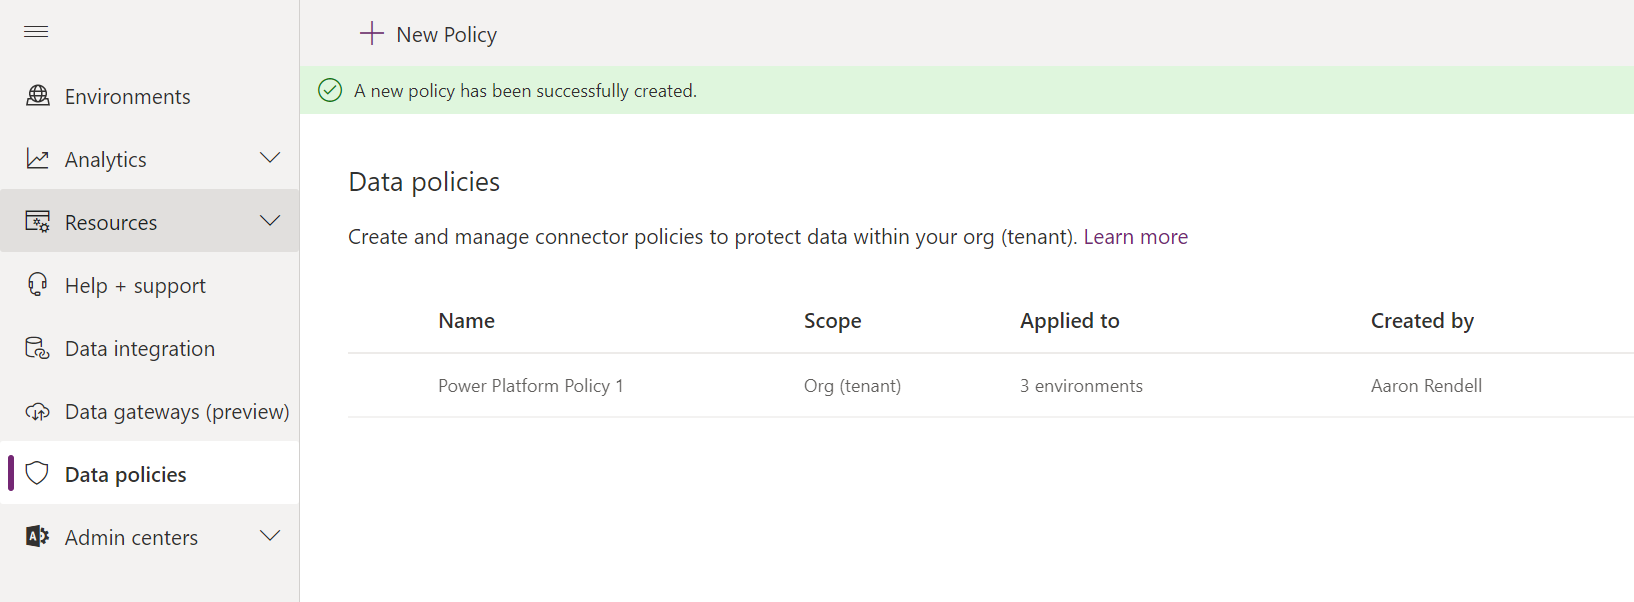 New Policy
A new policy has been successfully created.
Environments
Analytics
Resources
Help + support
Data integration
Data gateways (preview)
Data policies
Admin centers
Data policies
Create and manage connector policies to protect data within your org (tenant). Learn more
Name Scope Applied to Created by
Power Platform Policy 1 Org (tenant) 3 environments Aaron Rendell